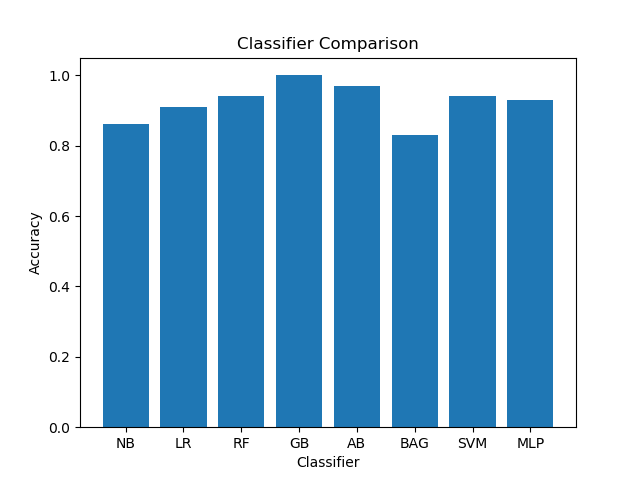 Classifier Comparison
1.0
0.8
0.6
0.4
0.2
0.0
Accuracy
NB LR RF GB AB BAG SVM MLP
Classifier